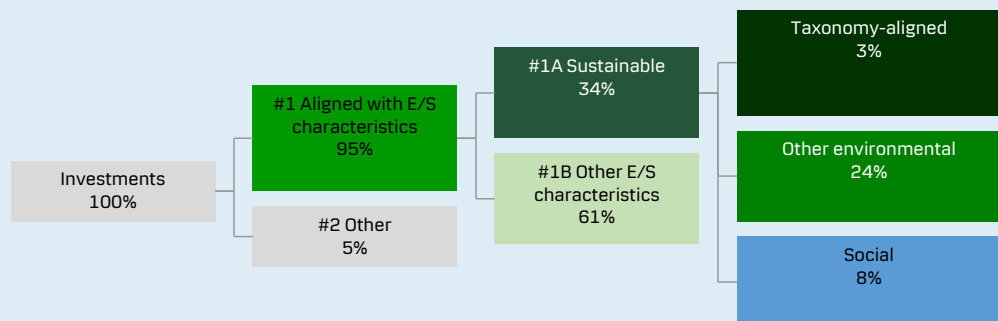 Investments
100%
#1 Aligned with E/S
characteristics
95%
#2 Other
5%
#1A Sustainable
34%
#1B Other E/S
characteristics
61%
Taxonomy-aligned
3%
Other environmental
24%
Social
8%